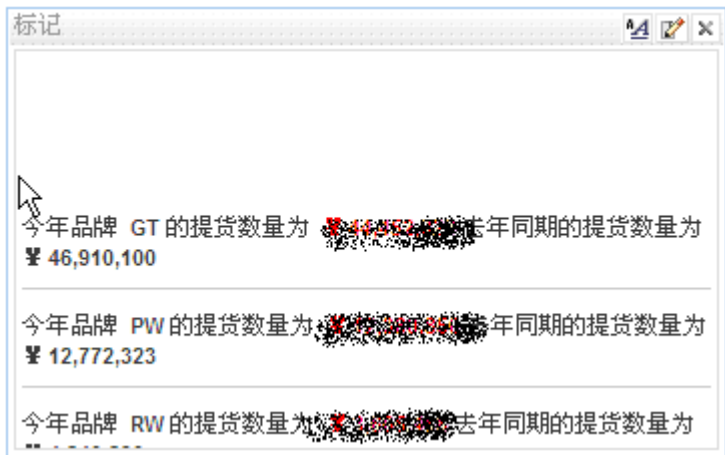 标记
今年品牌 GT 的提货数量为 去年同期的提货数量为
¥ 46,910,100
今年品牌 PW 的提货数量为 年同期的提货数量为
¥ 12,772,323
今年品牌 RW 的提货数量为 去年同期的提货数量为